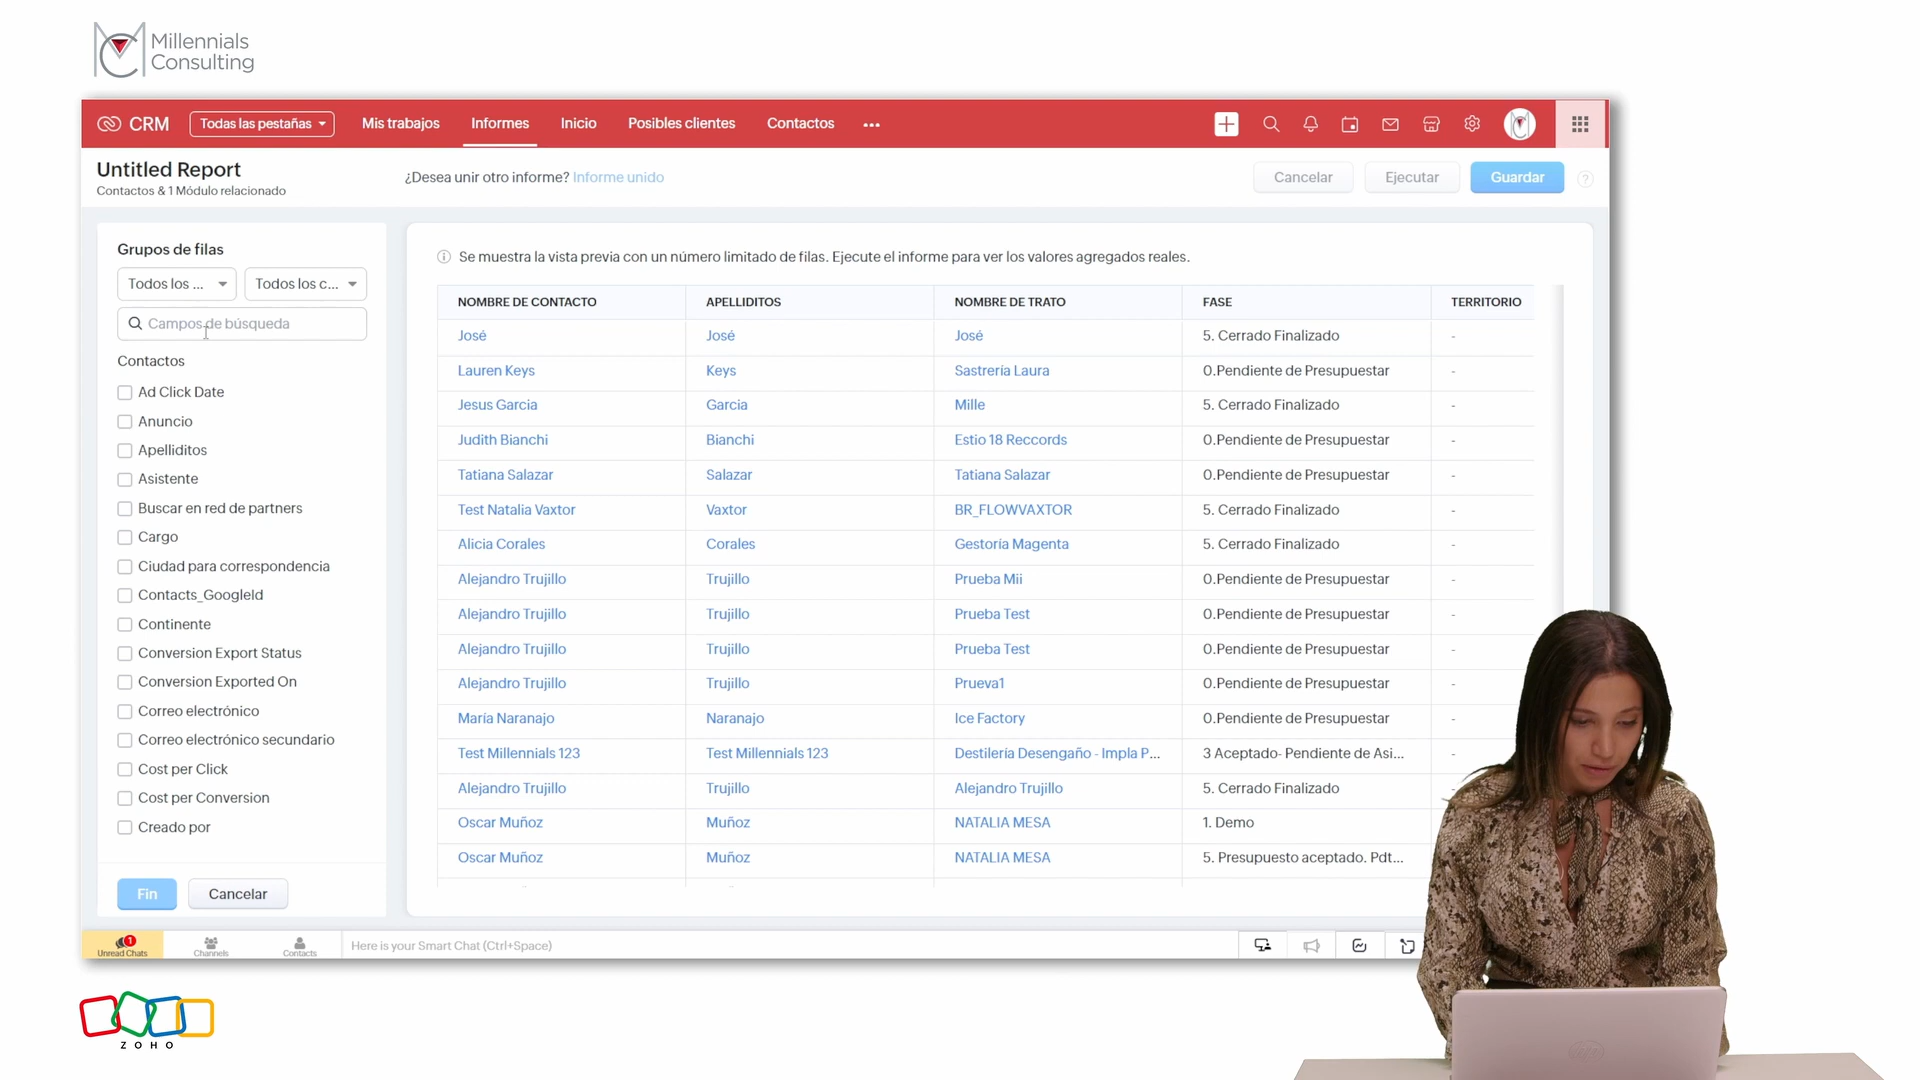 Millennials
Consulting
CRM
Todas las pestañas
Mis trabajos
Informes
Inicio
Posibles clientes
Contactos
Untitled Report
Contactos & 1 Módulo relacionado
¿Desea unir otro informe? Informe unido
Cancelar
Ejecutar
Guardar
?
Grupos de filas
Todos los ...
Todos los c...
Campos de búsqueda
Contactos
Ad Click Date
Anuncio
Apelliditos
Asistente
Buscar en red de partners
Cargo
Ciudad para correspondencia
Contacts_GoogleId
Continente
Conversion Export Status
Conversion Exported On
Correo electrónico
Correo electrónico secundario
Cost per Click
Cost per Conversion
Creado por
Fin
Cancelar
Se muestra la vista previa con un número limitado de filas. Ejecute el informe para ver los valores agregados reales.
NOMBRE DE CONTACTO APELLIDITOS NOMBRE DE TRATO FASE TERRITORIO
José José José 5. Cerrado Finalizado -
Lauren Keys Keys Sastrería Laura 0.Pendiente de Presupuestar -
Jesus Garcia Garcia Mille 5. Cerrado Finalizado -
Judith Bianchi Bianchi Estio 18 Reccords 0.Pendiente de Presupuestar -
Tatiana Salazar Salazar Tatiana Salazar 0.Pendiente de Presupuestar -
Test Natalia Vaxtor Vaxtor BR_FLOWVAXTOR 5. Cerrado Finalizado -
Alicia Corales Corales Gestoría Magenta 5. Cerrado Finalizado -
Alejandro Trujillo Trujillo Prueba Mii 0.Pendiente de Presupuestar -
Alejandro Trujillo Trujillo Prueba Test 0.Pendiente de Presupuestar -
Alejandro Trujillo Trujillo Prueba Test 0.Pendiente de Presupuestar -
Alejandro Trujillo Trujillo Prueva1 0.Pendiente de Presupuestar -
María Naranjo Naranjo Ice Factory 0.Pendiente de Presupuestar -
Test Millennials 123 Test Millennials 123 Destilería Desengaño - Impla P... 3 Aceptado- Pendiente de Asi... -
Alejandro Trujillo Trujillo Alejandro Trujillo 5. Cerrado Finalizado -
Oscar Muñoz Muñoz NATALIA MESA 1. Demo
Oscar Muñoz Muñoz NATALIA MESA 5. Presupuesto aceptado. Pdt...
1
Unread Chats
Channels
Contacts
Here is your Smart Chat (Ctrl+Space)
ZOHO